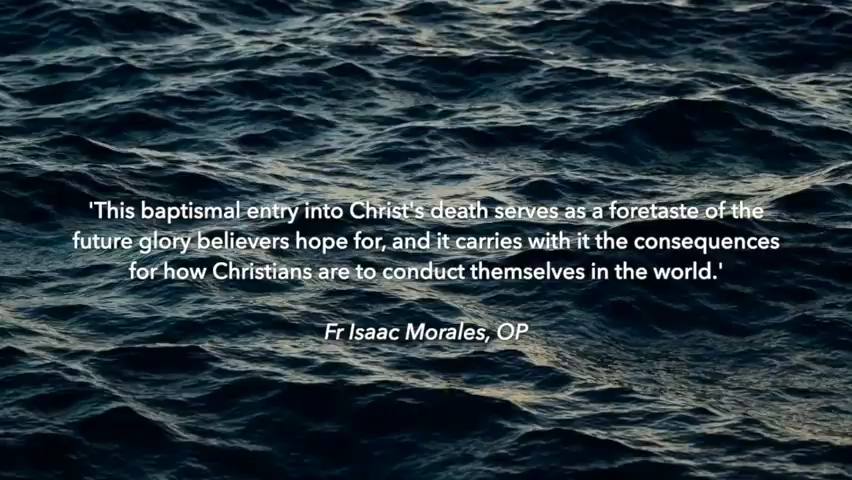 'This baptismal entry into Christ's death serves as a foretaste of the
future glory believers hope for, and it carries with it the consequences
for how Christians are to conduct themselves in the world.'
Fr Isaac Morales, OP